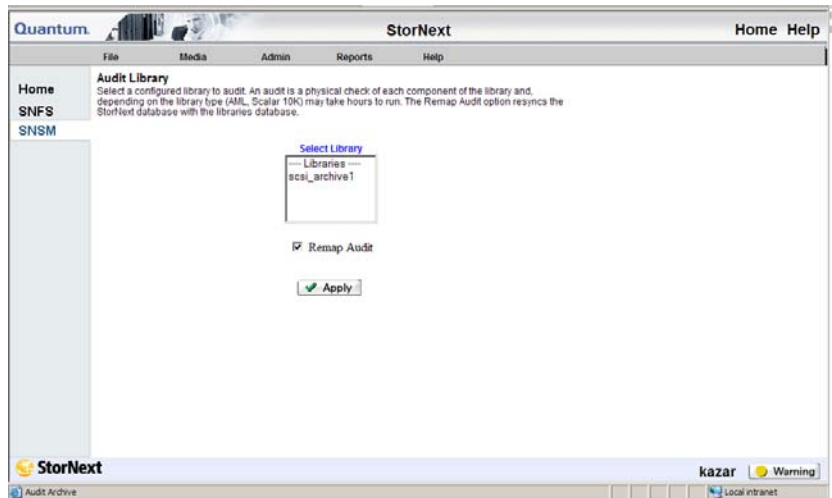 Quantum. StorNext Home Help
File Media Admin Reports Help
Home
SNFS
SNSM
Audit Library
Select a configured library to audit. An audit is a physical check of each component of the library and,
depending on the library type (AML, Scalar 10K) may take hours to run. The Remap Audit option resyncs the
StorNext database with the libraries database.
Select Library
---- Libraries ----
scsi_archive1
Remap Audit
Apply
StorNext kazar Warning
Audit Archive Local intranet